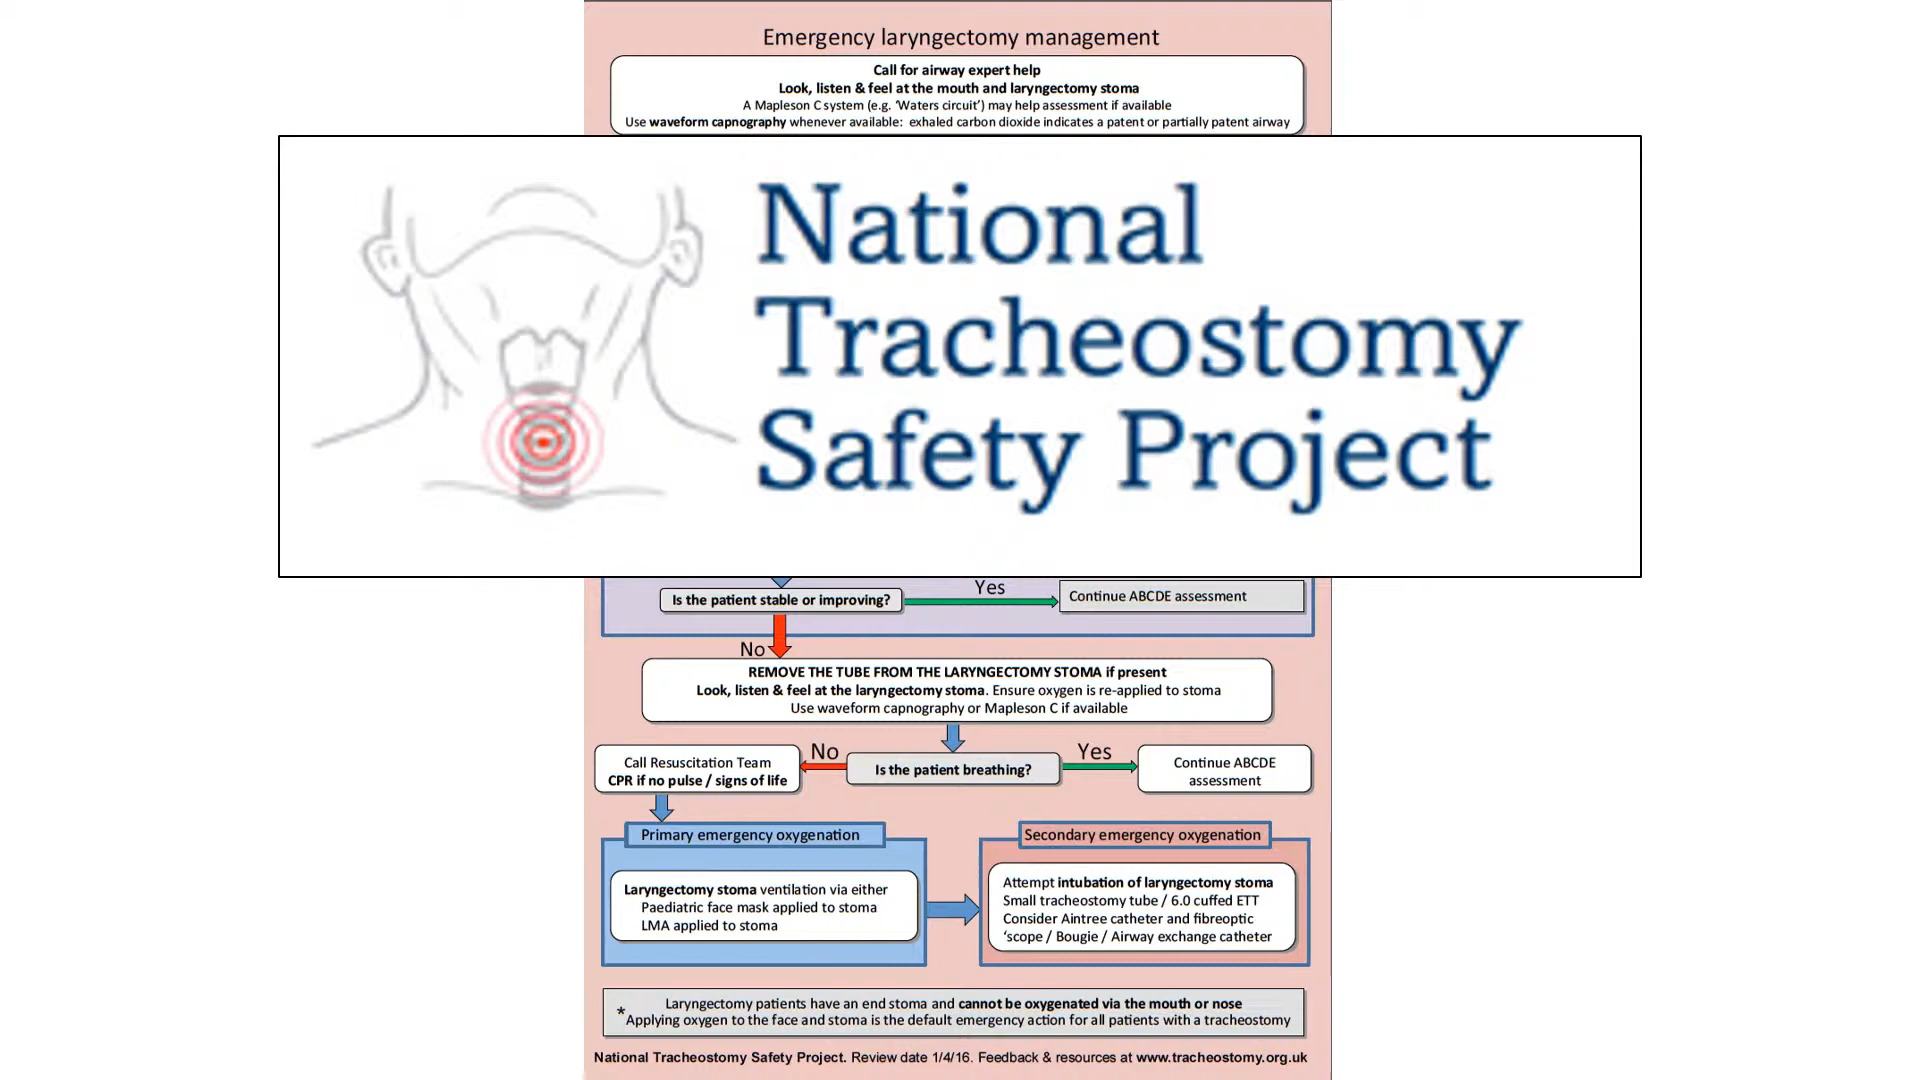 Emergency laryngectomy management
Call for airway expert help
Look, listen & feel at the mouth and laryngectomy stoma
A Mapleson C system (e.g. ‘Waters circuit’) may help assessment if available
Use waveform capnography whenever available: exhaled carbon dioxide indicates a patent or partially patent airway
National
Tracheostomy
Safety Project
Is the patient stable or improving?
Yes
Continue ABCDE assessment
No
REMOVE THE TUBE FROM THE LARYNGECTOMY STOMA if present
Look, listen & feel at the laryngectomy stoma. Ensure oxygen is re-applied to stoma
Use waveform capnography or Mapleson C if available
Call Resuscitation Team
CPR if no pulse / signs of life
No
Is the patient breathing?
Yes
Continue ABCDE
assessment
Primary emergency oxygenation
Laryngectomy stoma ventilation via either
Paediatric face mask applied to stoma
LMA applied to stoma
Secondary emergency oxygenation
Attempt intubation of laryngectomy stoma
Small tracheostomy tube / 6.0 cuffed ETT
Consider Aintree catheter and fibreoptic
‘scope / Bougie / Airway exchange catheter
Laryngectomy patients have an end stoma and cannot be oxygenated via the mouth or nose
*Applying oxygen to the face and stoma is the default emergency action for all patients with a tracheostomy
National Tracheostomy Safety Project. Review date 1/4/16. Feedback & resources at www.tracheostomy.org.uk